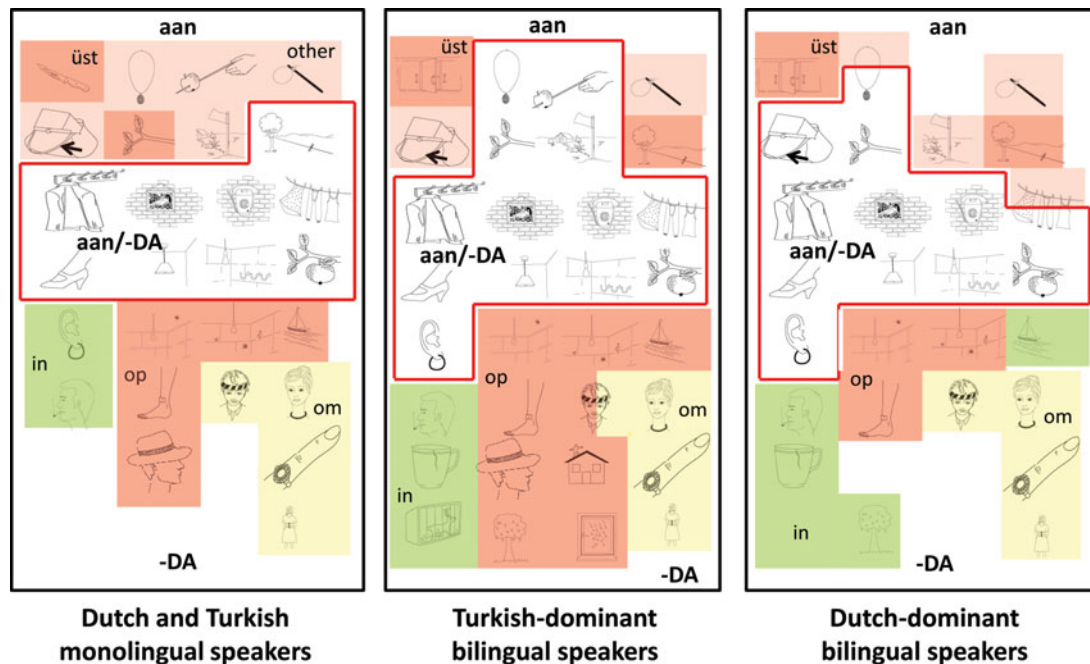 aan
üst
other
aan/-DA
in
op
om
-DA
Dutch and Turkish
monolingual speakers
aan
üst
aan/-DA
op
om
in
-DA
Turkish-dominant
bilingual speakers
aan
üst
aan/-DA
op
om
in
-DA
Dutch-dominant
bilingual speakers